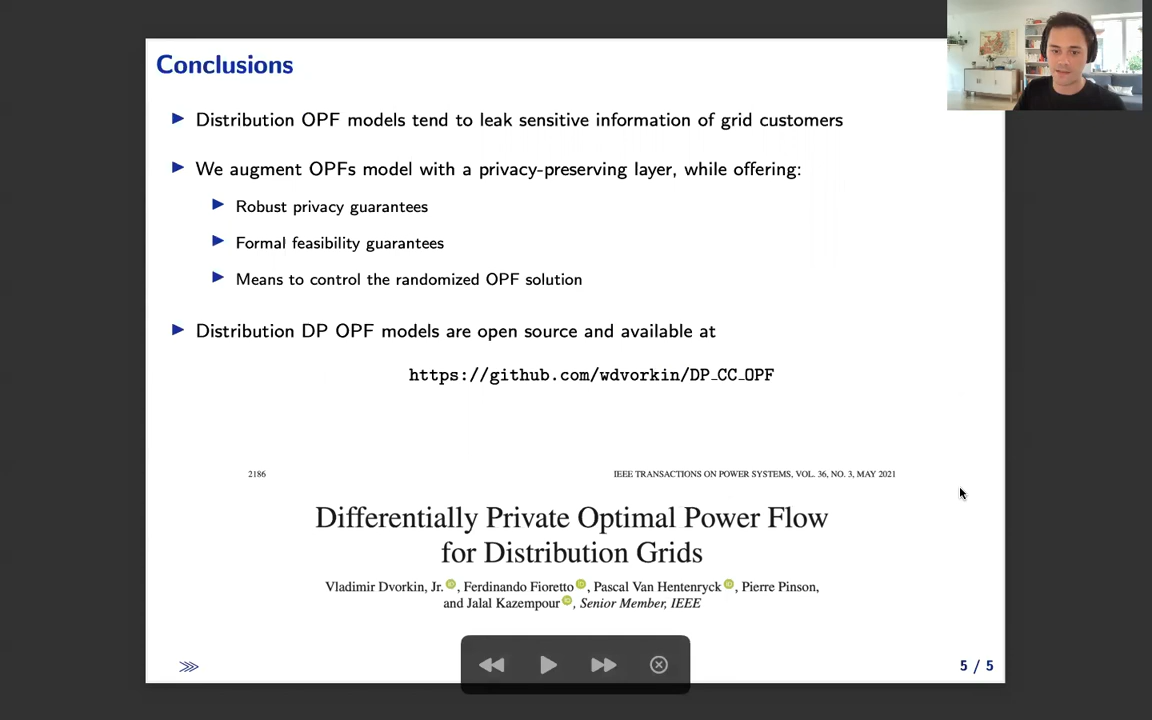 Conclusions
Distribution OPF models tend to leak sensitive information of grid customers
We augment OPFs model with a privacy-preserving layer, while offering:
Robust privacy guarantees
Formal feasibility guarantees
Means to control the randomized OPF solution
Distribution DP OPF models are open source and available at
https://github.com/wdvorkin/DP_CC_OPF
2186 IEEE TRANSACTIONS ON POWER SYSTEMS, VOL. 36, NO. 3, MAY 2021
Differentially Private Optimal Power Flow
for Distribution Grids
Vladimir Dvorkin, Jr., Ferdinando Fioretto, Pascal Van Hentenryck, Pierre Pinson,
and Jalal Kazempour, Senior Member, IEEE
5 / 5